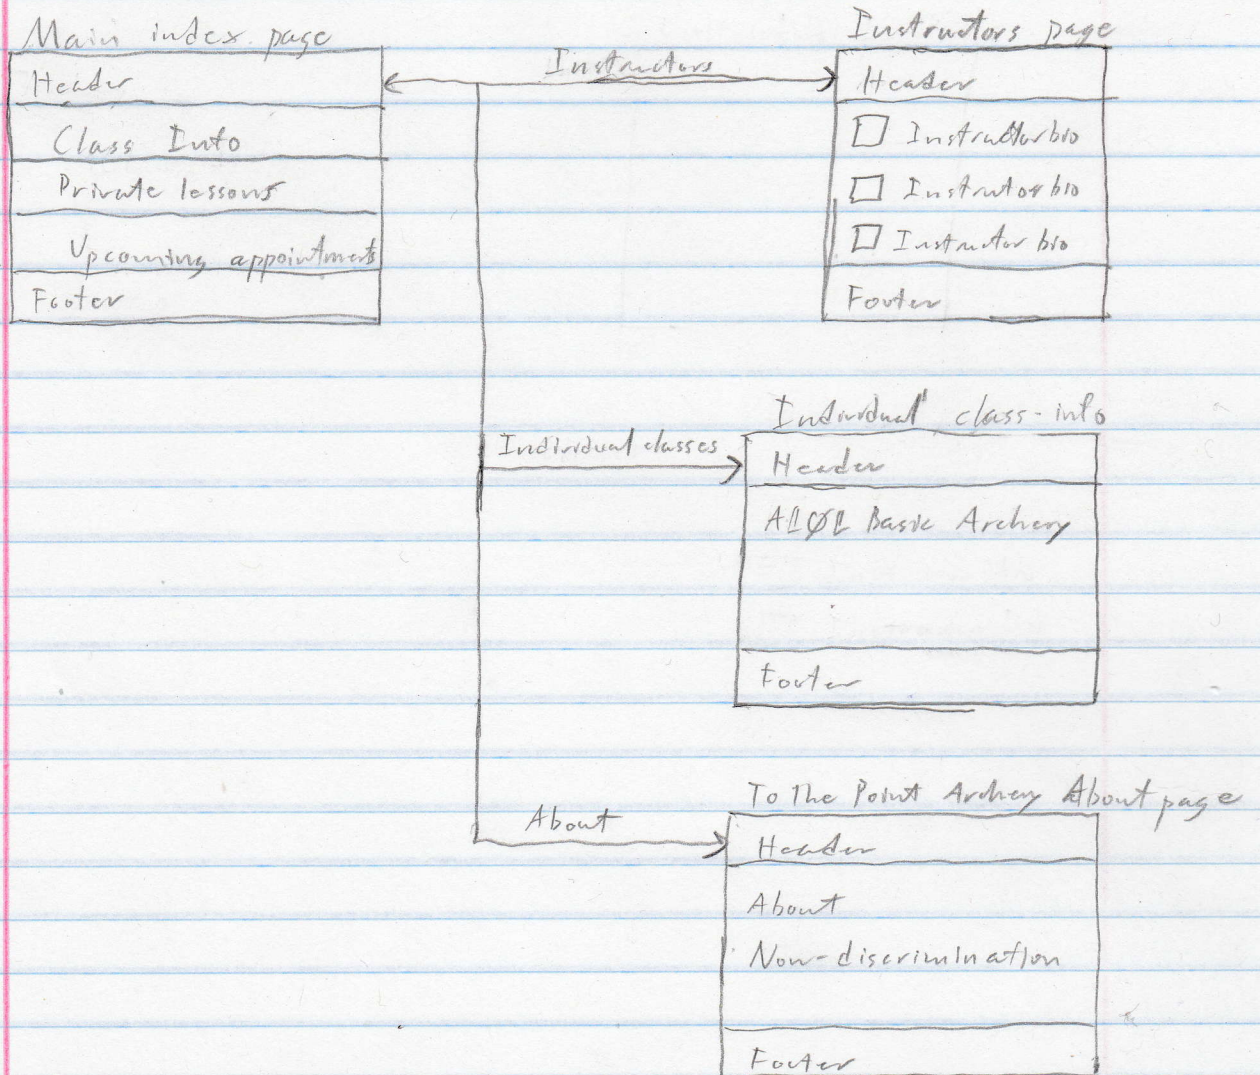 Main index page
Header
Class Info
Private lessons
Upcoming appointments
Footer
Instructors
Instructors page
Header
Instructor bio
Instructor bio
Instructor bio
Footer
Individual classes
Individual class-info
Header
A101 Basic Archery
Footer
About
To The Point Archery About page
Header
About
Non-discrimination
Footer